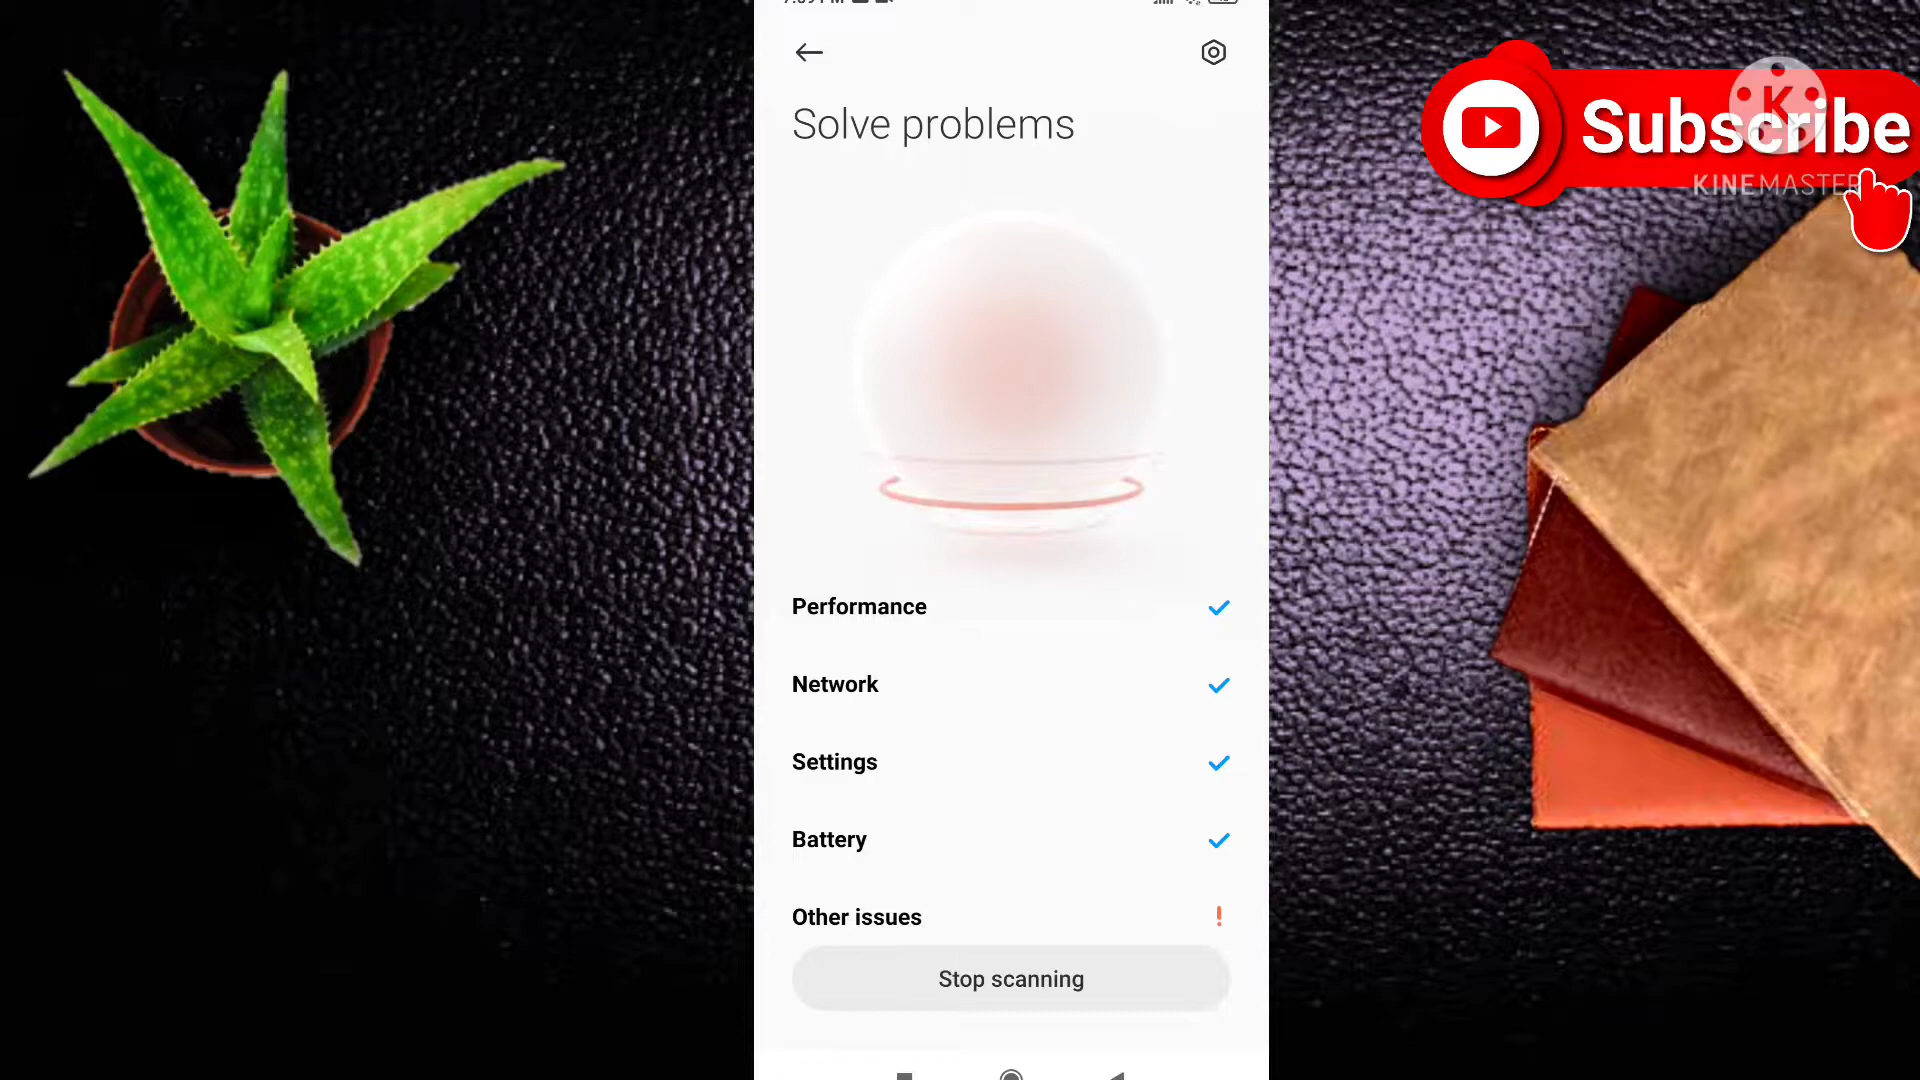 Solve problems
Subscribe
KINEMASTER
Performance
Network
Settings
Battery
Other issues
Stop scanning